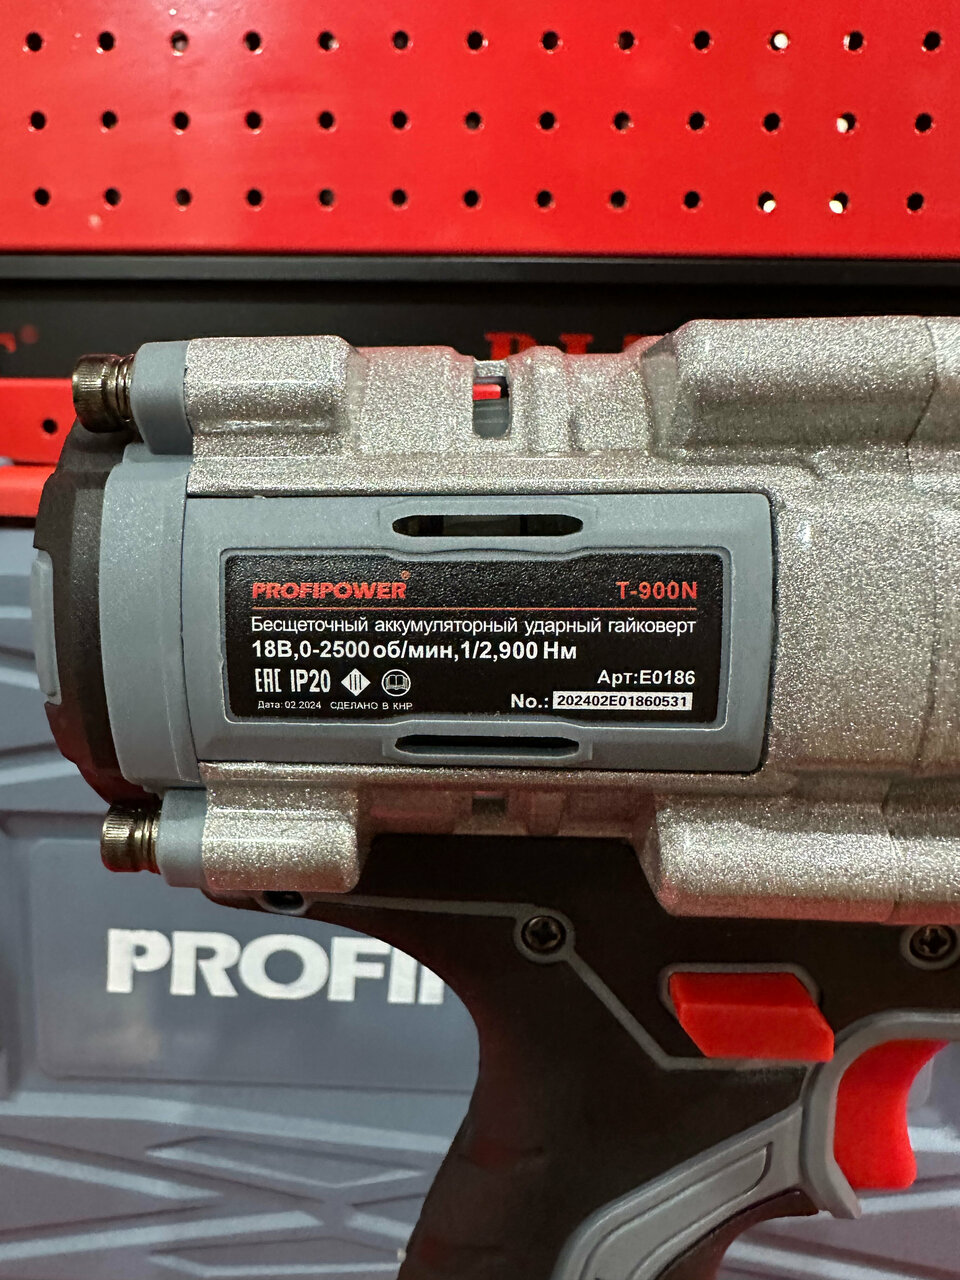 PROFIPOWER® T-900N
Бесщеточный аккумуляторный ударный гайковерт
18В,0-2500 об/мин,1/2,900 Нм
Арт:E0186
EAC IP20
No.: 202402E01860531
Дата: 02.2024 СДЕЛАНО В КНР